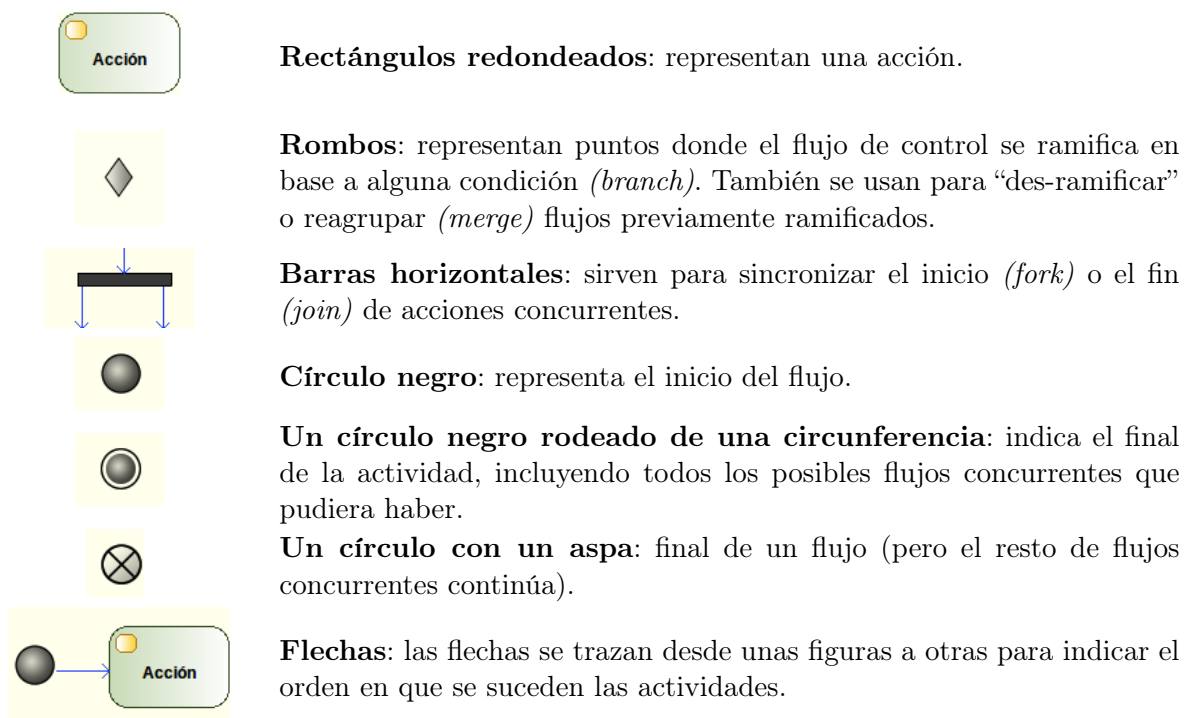 Acción
Rectángulos redondeados: representan una acción.
Rombos: representan puntos donde el flujo de control se ramifica en
base a alguna condición (branch). También se usan para “des-ramificar”
o reagrupar (merge) flujos previamente ramificados.
Barras horizontales: sirven para sincronizar el inicio (fork) o el fin
(join) de acciones concurrentes.
Círculo negro: representa el inicio del flujo.
Un círculo negro rodeado de una circunferencia: indica el final
de la actividad, incluyendo todos los posibles flujos concurrentes que
pudiera haber.
Un círculo con un aspa: final de un flujo (pero el resto de flujos
concurrentes continúa).
Acción
Flechas: las flechas se trazan desde unas figuras a otras para indicar el
orden en que se suceden las actividades.